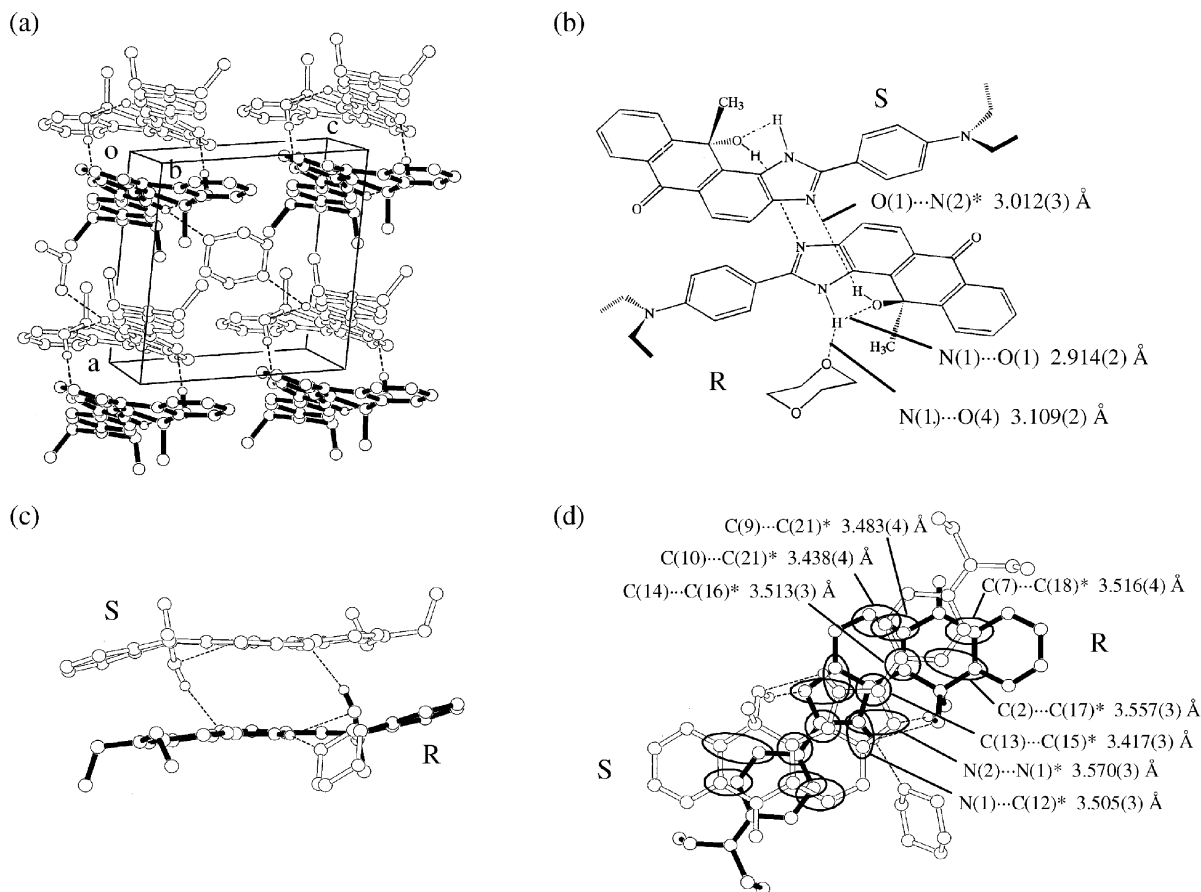 (a)
o
b
c
a
(b)
S
CH3
H
O
H
N
N
N
O
O(1)···N(2)* 3.012(3) Å
N
N
N
H
O
H
O
H3C
N(1)···O(1) 2.914(2) Å
R
O
O
N(1.)···O(4) 3.109(2) Å
(c)
S
R
(d)
C(9)···C(21)* 3.483(4) Å
C(10)···C(21)* 3.438(4) Å
C(14)···C(16)* 3.513(3) Å
C(7)···C(18)* 3.516(4) Å
R
C(2)···C(17)* 3.557(3) Å
C(13)···C(15)* 3.417(3) Å
S
N(2)···N(1)* 3.570(3) Å
N(1)···C(12)* 3.505(3) Å